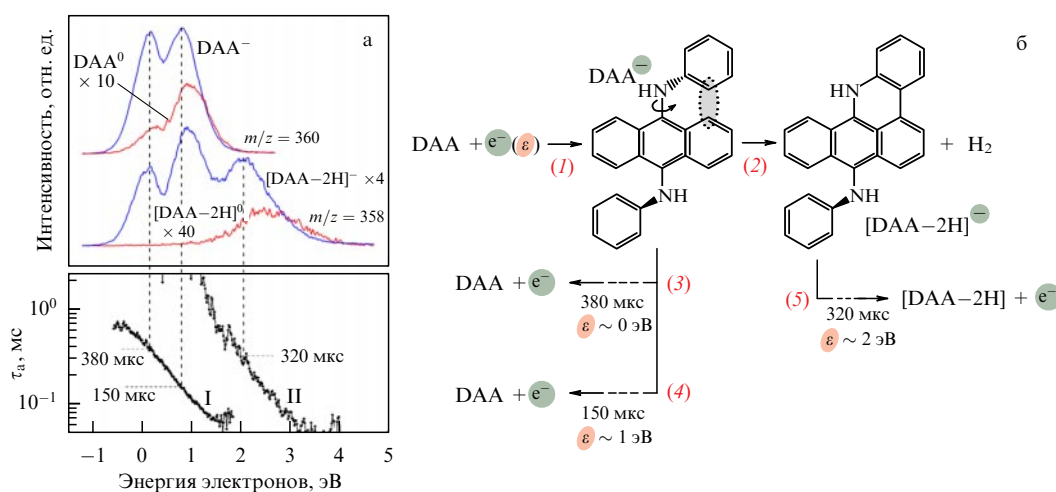 а
DAA⁻
DAA⁰
× 10
m/z = 360
[DAA−2H]⁻ ×4
[DAA−2H]⁰
× 40
m/z = 358
Интенсивность, отн. ед.
10⁰
10⁻¹
τa, мс
380 мкс
150 мкс
320 мкс
I
II
−1 0 1 2 3 4 5
Энергия электронов, эВ
б
DAA⁻
HN
NH
DAA + e⁻(ε)
(1)
(2)
HN
NH
+ H₂
[DAA−2H]⁻
DAA + e⁻
(3)
380 мкс
ε ∼ 0 эВ
(5)
320 мкс
ε ∼ 2 эВ
[DAA−2H] + e⁻
DAA + e⁻
(4)
150 мкс
ε ∼ 1 эВ